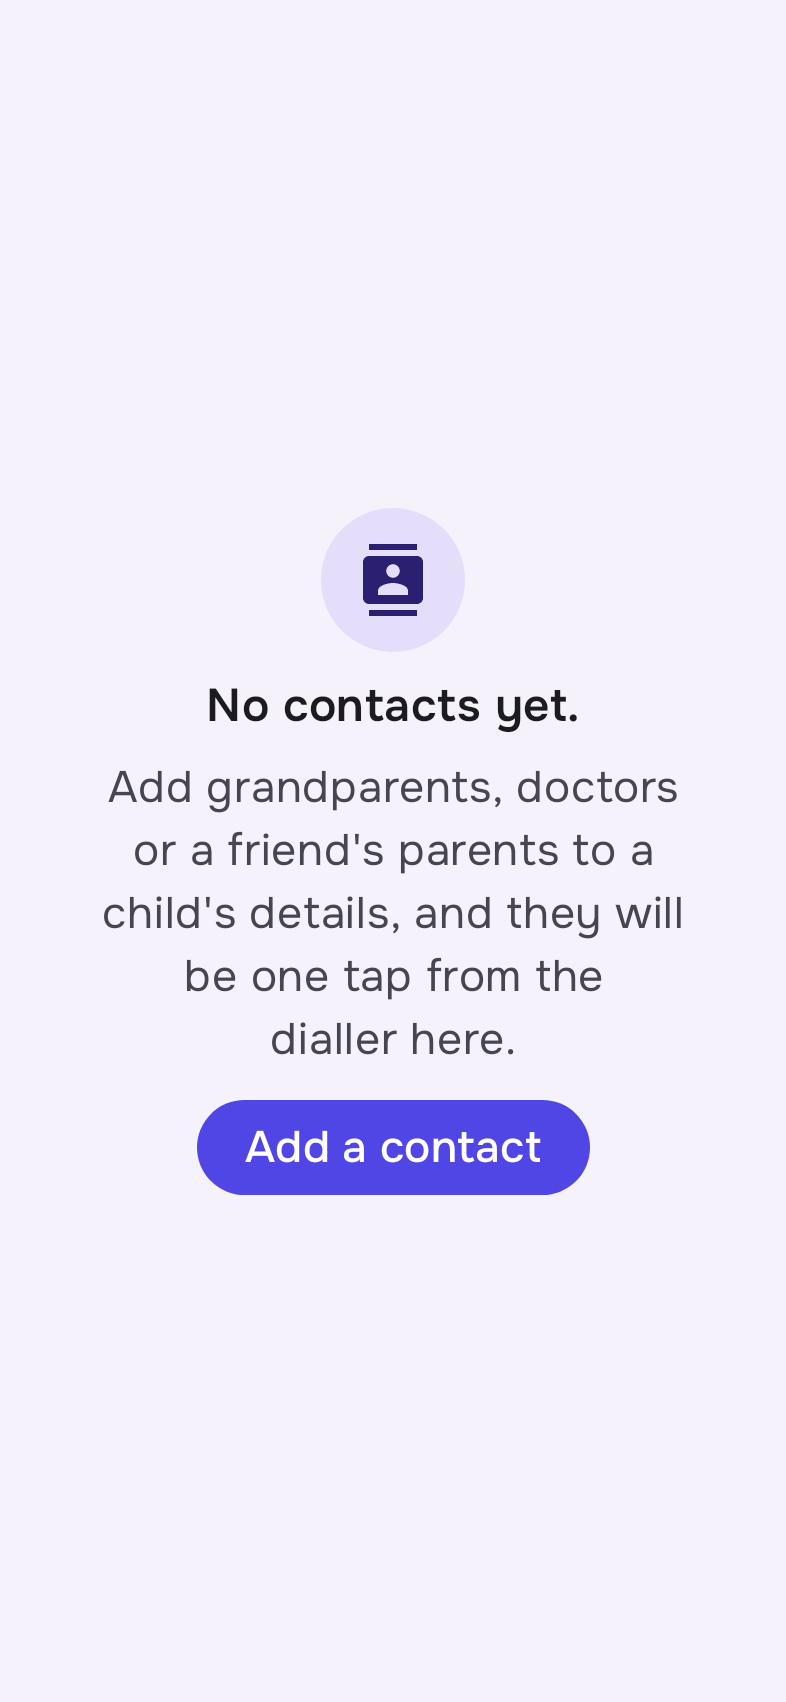 No contacts yet.
Add grandparents, doctors
or a friend's parents to a
child's details, and they will
be one tap from the
dialler here.
Add a contact